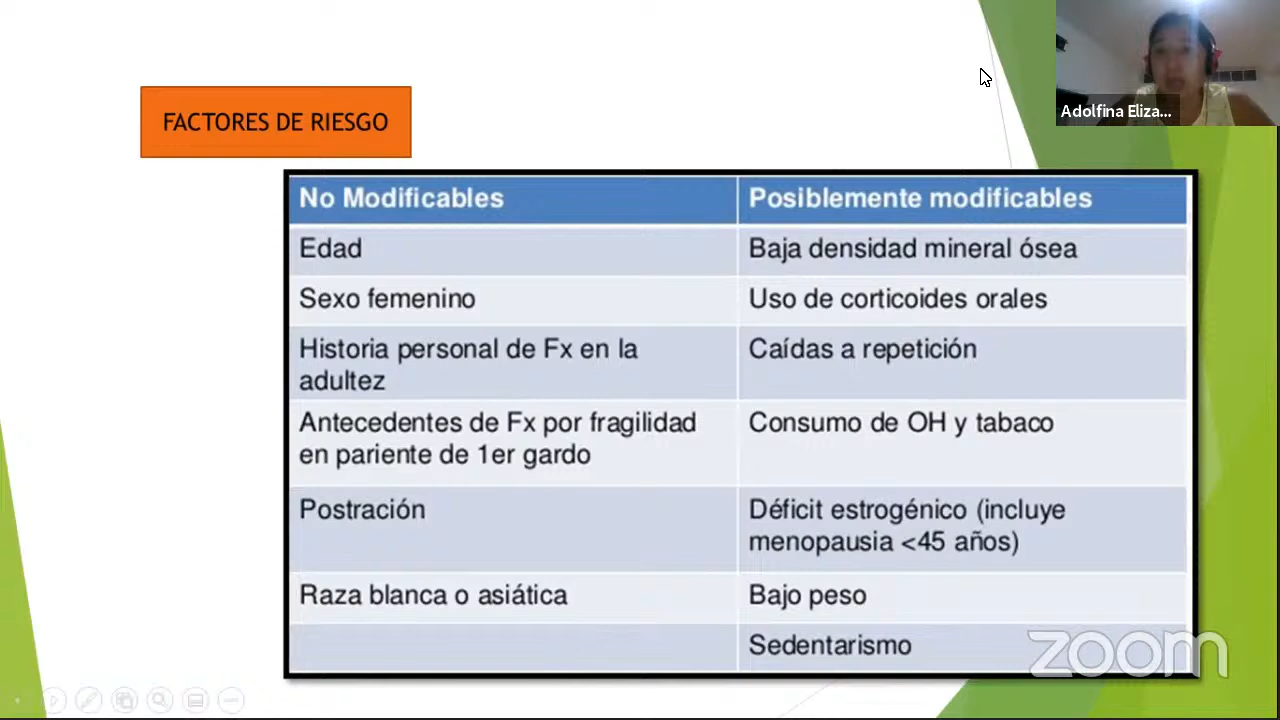 Adolfina Eliza...
FACTORES DE RIESGO
No Modificables
Posiblemente modificables
Edad
Baja densidad mineral ósea
Sexo femenino
Uso de corticoides orales
Historia personal de Fx en la
adultez
Caídas a repetición
Antecedentes de Fx por fragilidad
en pariente de 1er gardo
Consumo de OH y tabaco
Postración
Déficit estrogénico (incluye
menopausia <45 años)
Raza blanca o asiática
Bajo peso
Sedentarismo
zoom